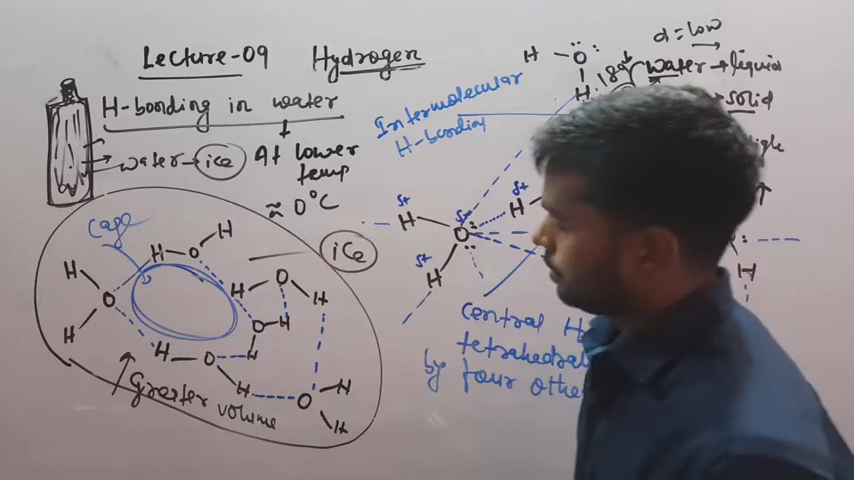 Lecture-09 Hydrogen
H-bonding in water
water → ice
At lower
temp
≈ 0°C
Cage
ice
H
O
H
H
O
H
H
O
H
O
H
H
H
O
H
O
H
H
Greater volume
Intermolecular
H-bonding
H
O
H
d = low
water → liquid
solid
δ+
H
δ+
O
δ+
H
δ+
H
H
Central H
tetrahedral
by four othe